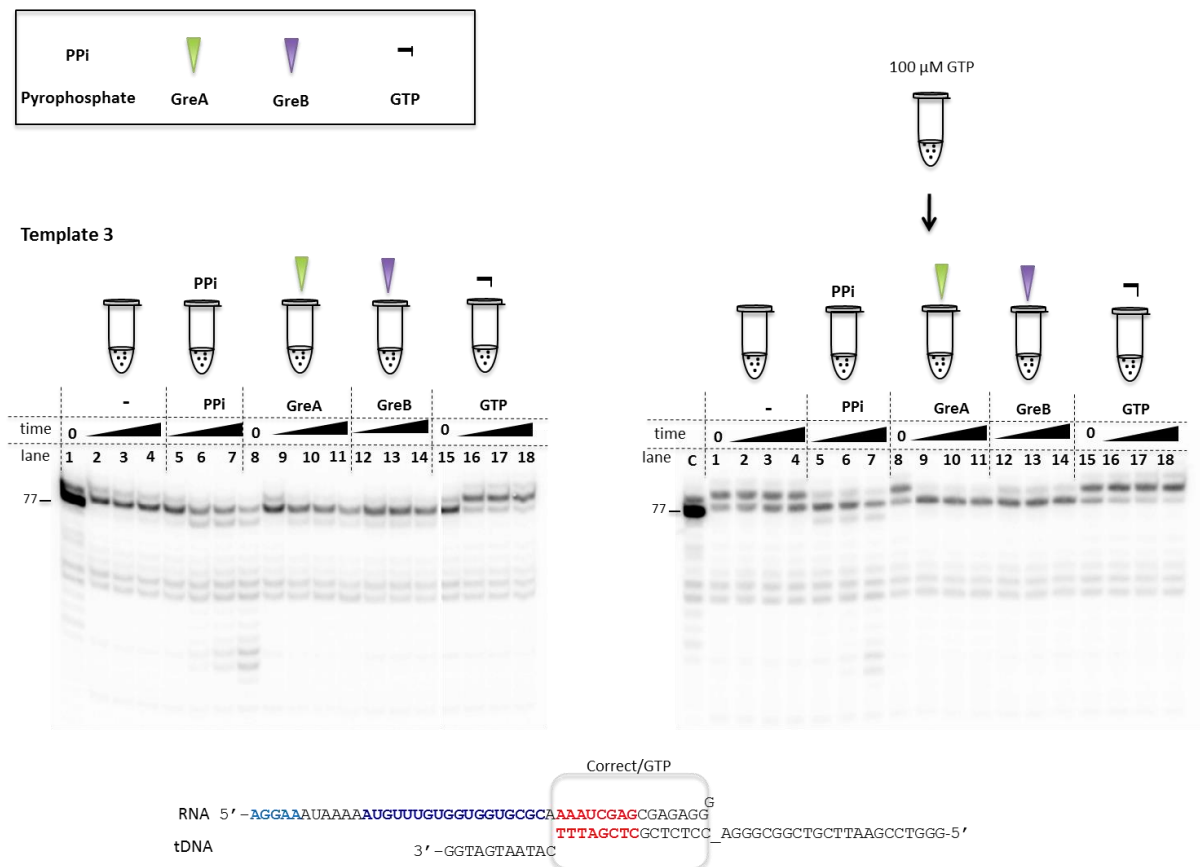 PPi
Pyrophosphate GreA GreB GTP
100 µM GTP
Template 3
PPi
- PPi GreA GreB GTP
time 0 0 0
lane 1 2 3 4 5 6 7 8 9 10 11 12 13 14 15 16 17 18
77
PPi
- PPi GreA GreB GTP
time 0 0 0
lane C 1 2 3 4 5 6 7 8 9 10 11 12 13 14 15 16 17 18
77
Correct/GTP
G
RNA 5’-AGGAAAUAAAAAUGUUUGUGGUGGUGCGCAAAAUCGAGCGAGAGG
TTTAGCTCGCTCTCC_AGGGCGGCTGCTTAAGCCTGGG-5’
tDNA 3’-GGTAGTAATAC